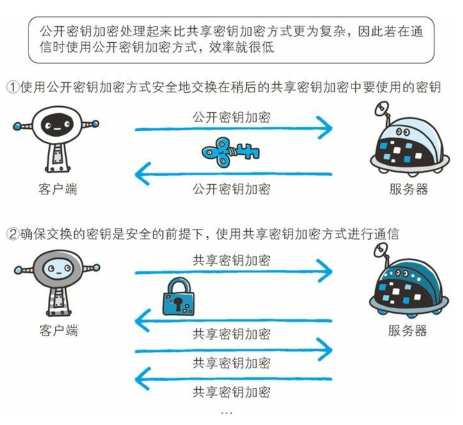 公开密钥加密处理起来比共享密钥加密方式更为复杂，因此若在通
信时使用公开密钥加密方式，效率就很低
①使用公开密钥加密方式安全地交换在稍后的共享密钥加密中要使用的密钥
公开密钥加密
公开密钥加密
客户端
服务器
②确保交换的密钥是安全的前提下，使用共享密钥加密方式进行通信
共享密钥加密
共享密钥加密
客户端
服务器
共享密钥加密
共享密钥加密
…